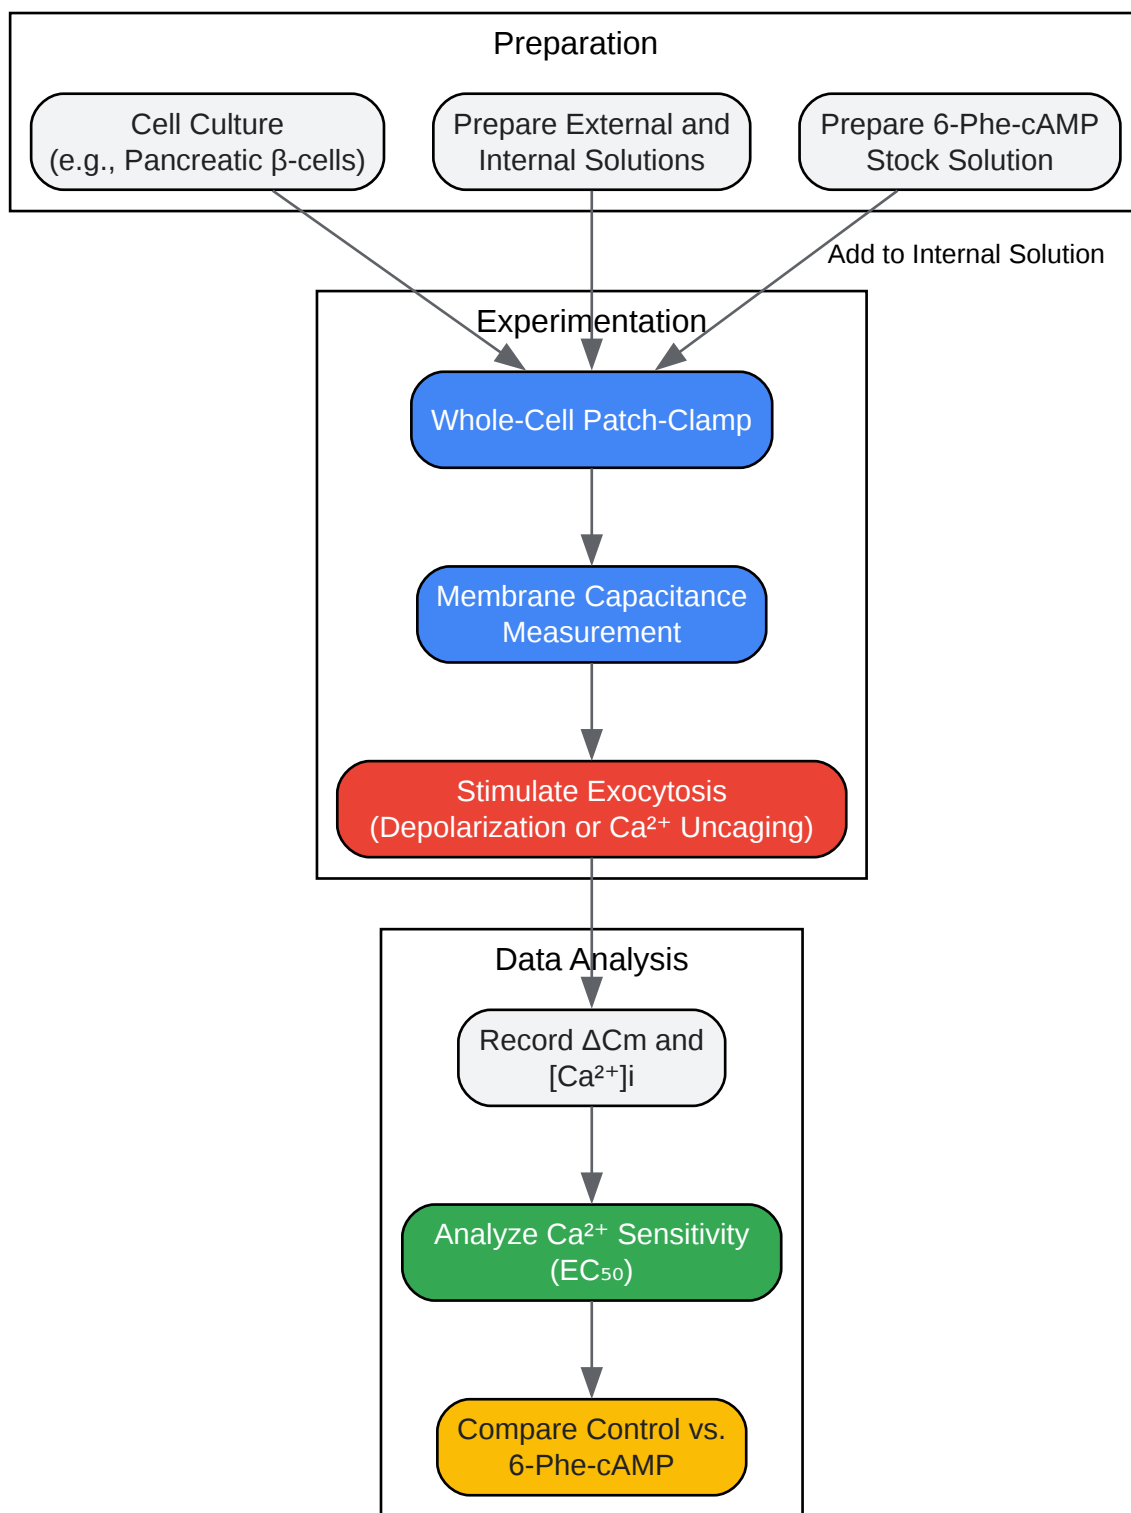 Preparation
Cell Culture
(e.g., Pancreatic β-cells)
Prepare External and
Internal Solutions
Prepare 6-Phe-cAMP
Stock Solution
Add to Internal Solution
Experimentation
Whole-Cell Patch-Clamp
Membrane Capacitance
Measurement
Stimulate Exocytosis
(Depolarization or Ca²⁺ Uncaging)
Data Analysis
Record ΔCm and
[Ca²⁺]i
Analyze Ca²⁺ Sensitivity
(EC₅₀)
Compare Control vs.
6-Phe-cAMP